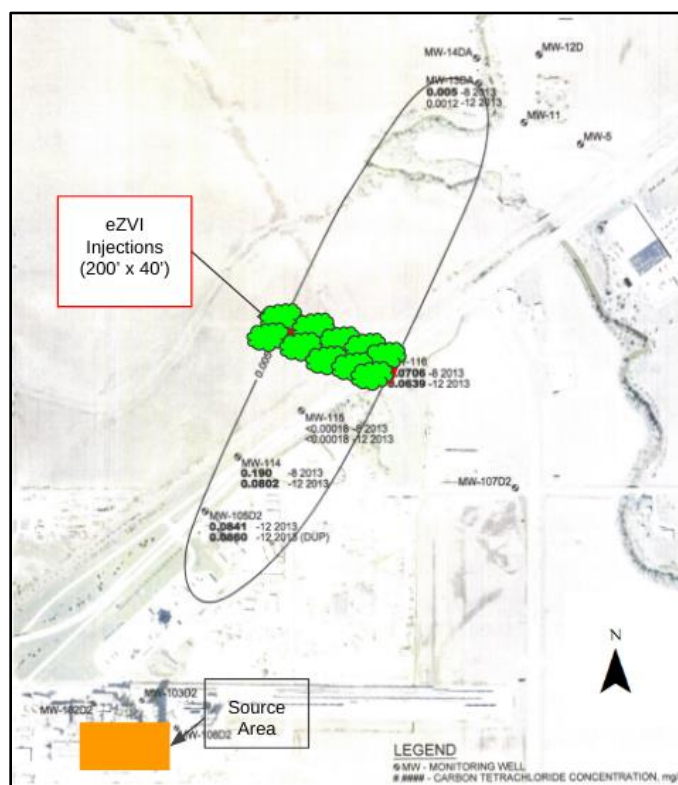 MW-14DA
MW-12D
MW-13DA
0.005 -8 2013
0.0012 -12 2013
MW-11
MW-5
eZVI
Injections
(200' x 40')
0.005
-116
.0706 -8 2013
0.0639 -12 2013
MW-115
<0.00018 -8 2013
<0.00018 -12 2013
MW-114
0.190 -8 2013
0.0802 -12 2013
MW-107D2
MW-105D2
0.0841 -12 2013
0.0860 -12 2013 (DUP)
N
MW-103D2
MW-102D2
Source
Area
MW-106D2
LEGEND
MW - MONITORING WELL
#.#### - CARBON TETRACHLORIDE CONCENTRATION, mg/